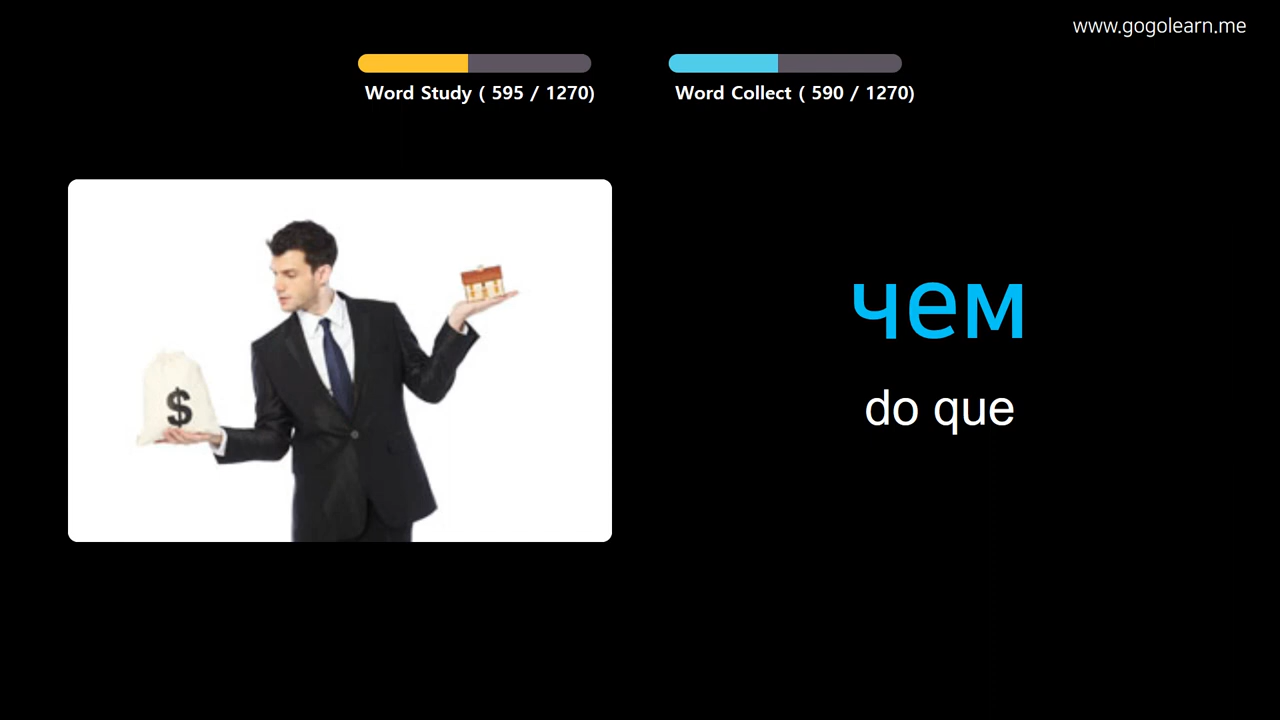 www.gogolearn.me
Word Study ( 595 / 1270)
Word Collect ( 590 / 1270)
$
чем
do que